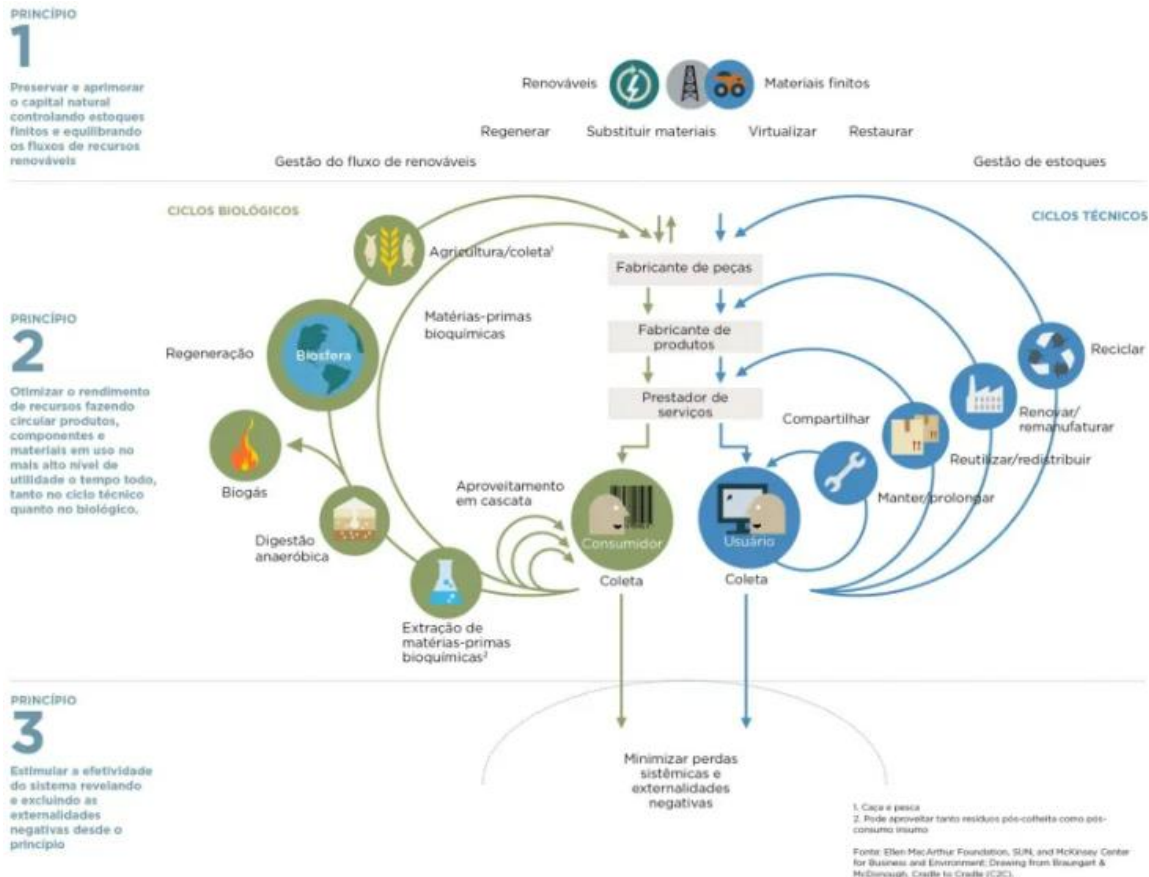 PRINCÍPIO
1
Preservar e aprimorar
o capital natural
controlando estoques
finitos e equilibrando
os fluxos de recursos
renováveis
Renováveis
Materiais finitos
Regenerar
Substituir materiais
Virtualizar
Restaurar
Gestão do fluxo de renováveis
Gestão de estoques
PRINCÍPIO
2
Otimizar o rendimento
de recursos fazendo
circular produtos,
componentes e
materiais em uso no
mais alto nível de
utilidade o tempo todo,
tanto no ciclo técnico
quanto no biológico.
CICLOS BIOLÓGICOS
CICLOS TÉCNICOS
Agricultura/coleta¹
Matérias-primas
bioquímicas
Regeneração
Biosfera
Biogás
Digestão
anaeróbica
Extração de
matérias-primas
bioquímicas²
Aproveitamento
em cascata
Fabricante de peças
Fabricante de
produtos
Prestador de
serviços
Consumidor
Coleta
Usuário
Coleta
Compartilhar
Manter/prolongar
Reutilizar/redistribuir
Renovar/
remanufaturar
Reciclar
PRINCÍPIO
3
Estimular a efetividade
do sistema revelando
e excluindo as
externalidades
negativas desde o
princípio
Minimizar perdas
sistêmicas e
externalidades
negativas
1. Caça e pesca
2. Pode aproveitar tanto resíduos pós-colheita como pós-
consumo insumo
Fonte: Ellen MacArthur Foundation, SUN, and McKinsey Center
for Business and Environment; Drawing from Braungart &
McDonough, Cradle to Cradle (C2C).